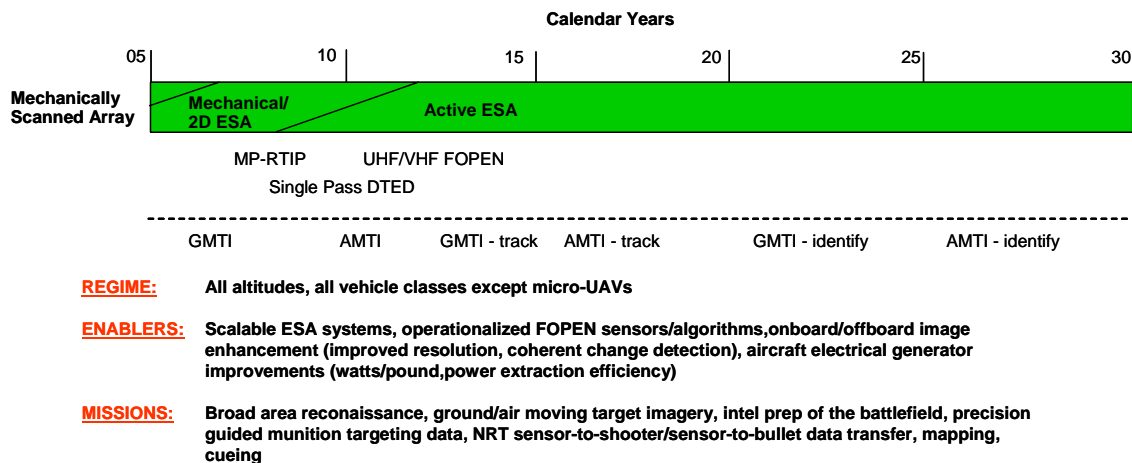 Calendar Years
05 10 15 20 25 30
Mechanically
Scanned Array
Mechanical/
2D ESA
Active ESA
MP-RTIP UHF/VHF FOPEN
Single Pass DTED
GMTI AMTI GMTI - track AMTI - track GMTI - identify AMTI - identify
REGIME: All altitudes, all vehicle classes except micro-UAVs
ENABLERS: Scalable ESA systems, operationalized FOPEN sensors/algorithms,onboard/offboard image
enhancement (improved resolution, coherent change detection), aircraft electrical generator
improvements (watts/pound,power extraction efficiency)
MISSIONS: Broad area reconaissance, ground/air moving target imagery, intel prep of the battlefield, precision
guided munition targeting data, NRT sensor-to-shooter/sensor-to-bullet data transfer, mapping,
cueing